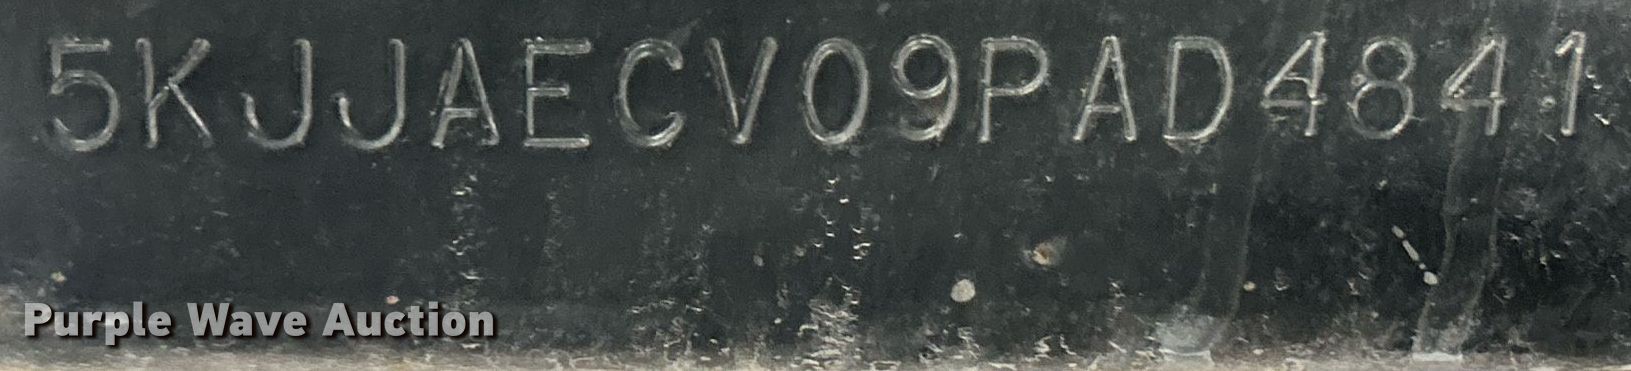 5KJJAECV09PAD4841
Purple Wave Auction